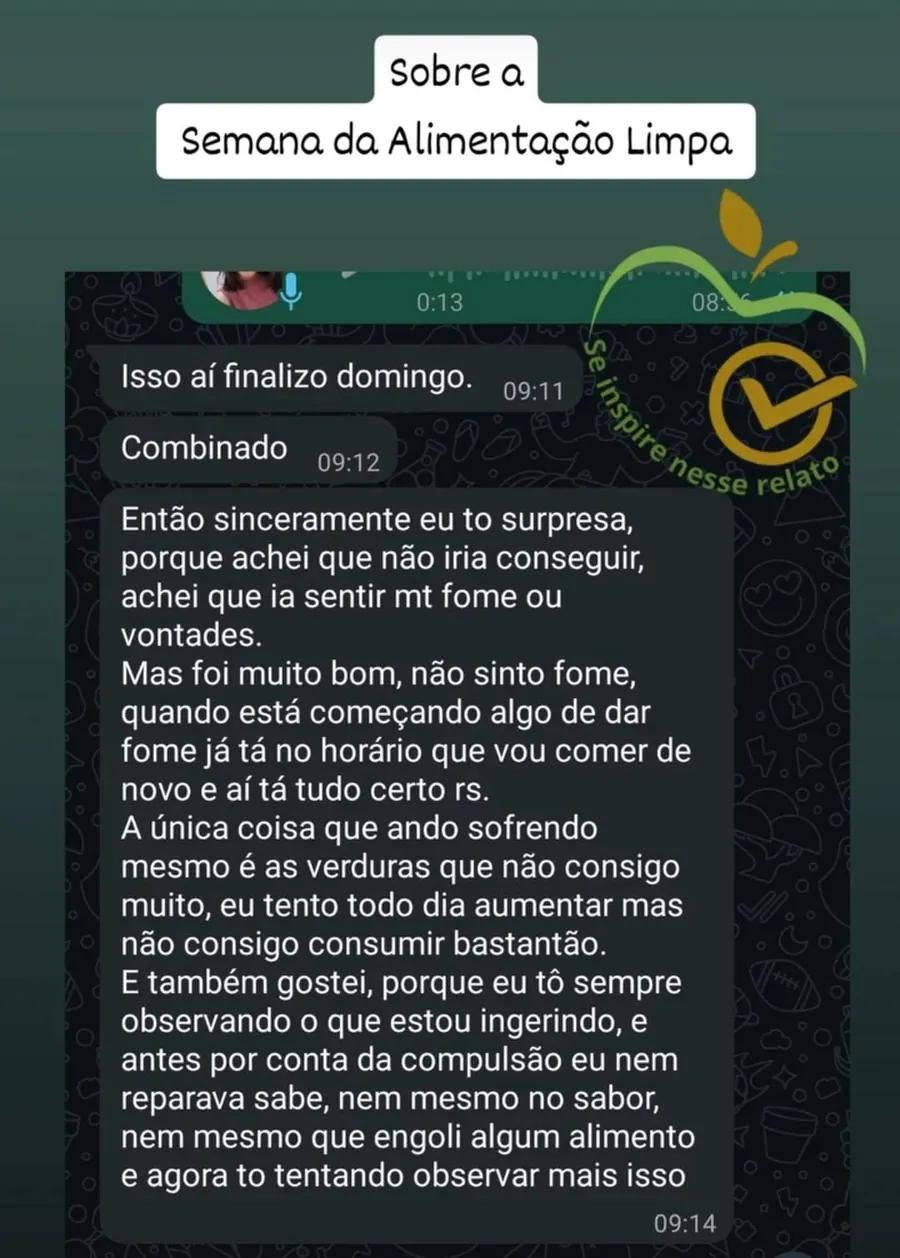 Sobre a
Semana da Alimentação Limpa
0:13
Isso aí finalizo domingo.
09:11
Combinado
09:12
Se inspire nesse relato
Então sinceramente eu to surpresa,
porque achei que não iria conseguir,
achei que ia sentir mt fome ou
vontades.
Mas foi muito bom, não sinto fome,
quando está começando algo de dar
fome já tá no horário que vou comer de
novo e aí tá tudo certo rs.
A única coisa que ando sofrendo
mesmo é as verduras que não consigo
muito, eu tento todo dia aumentar mas
não consigo consumir bastantão.
E também gostei, porque eu tô sempre
observando o que estou ingerindo, e
antes por conta da compulsão eu nem
reparava sabe, nem mesmo no sabor,
nem mesmo que engoli algum alimento
e agora to tentando observar mais isso
09:14